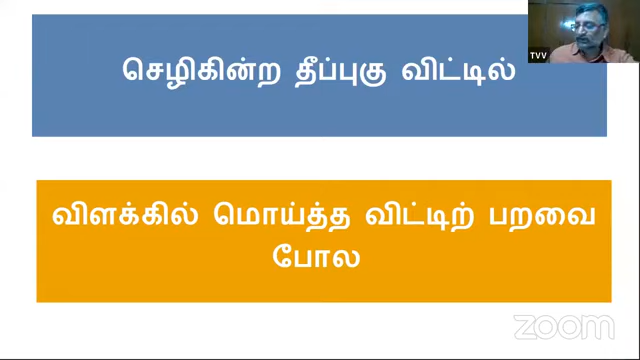 TVV
செழிகின்ற தீப்புகு விட்டில்
விளக்கில் மொய்த்த விட்டிற் பறவை
போல
zoom